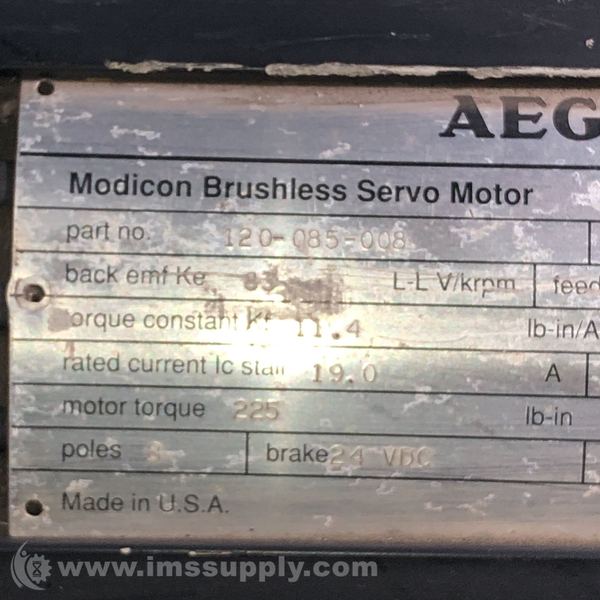 AEG
Modicon Brushless Servo Motor
part no. 120-085-008
back emf Ke L-L V/krpm feed
torque constant Kt 11.4 lb-in/A
rated current Ic stall 19.0 A
motor torque 225 lb-in
poles brake 24 VDC
Made in U.S.A.
www.imssupply.com